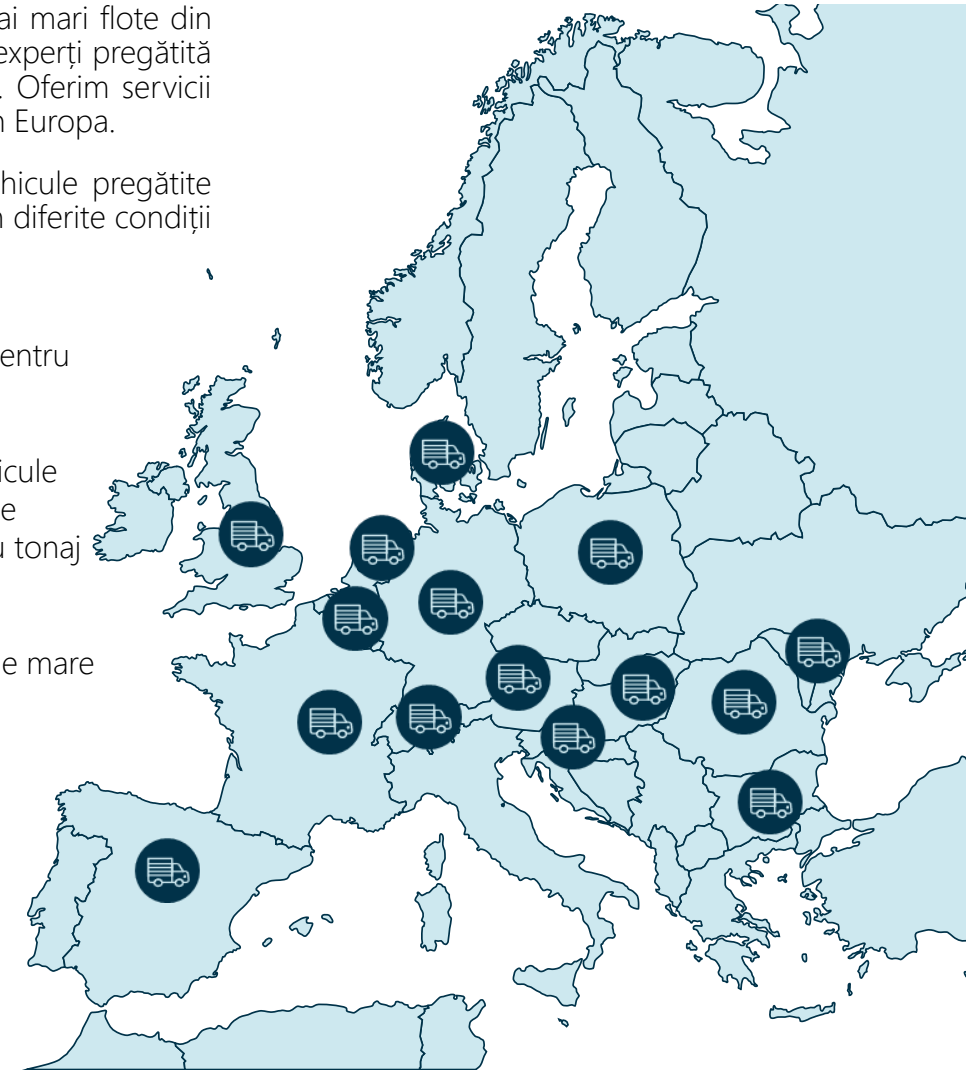 ai mari flote din
experți pregătită
. Oferim servicii
n Europa.
hicule pregătite
n diferite condiții
entru
icule
e
u tonaj
e mare